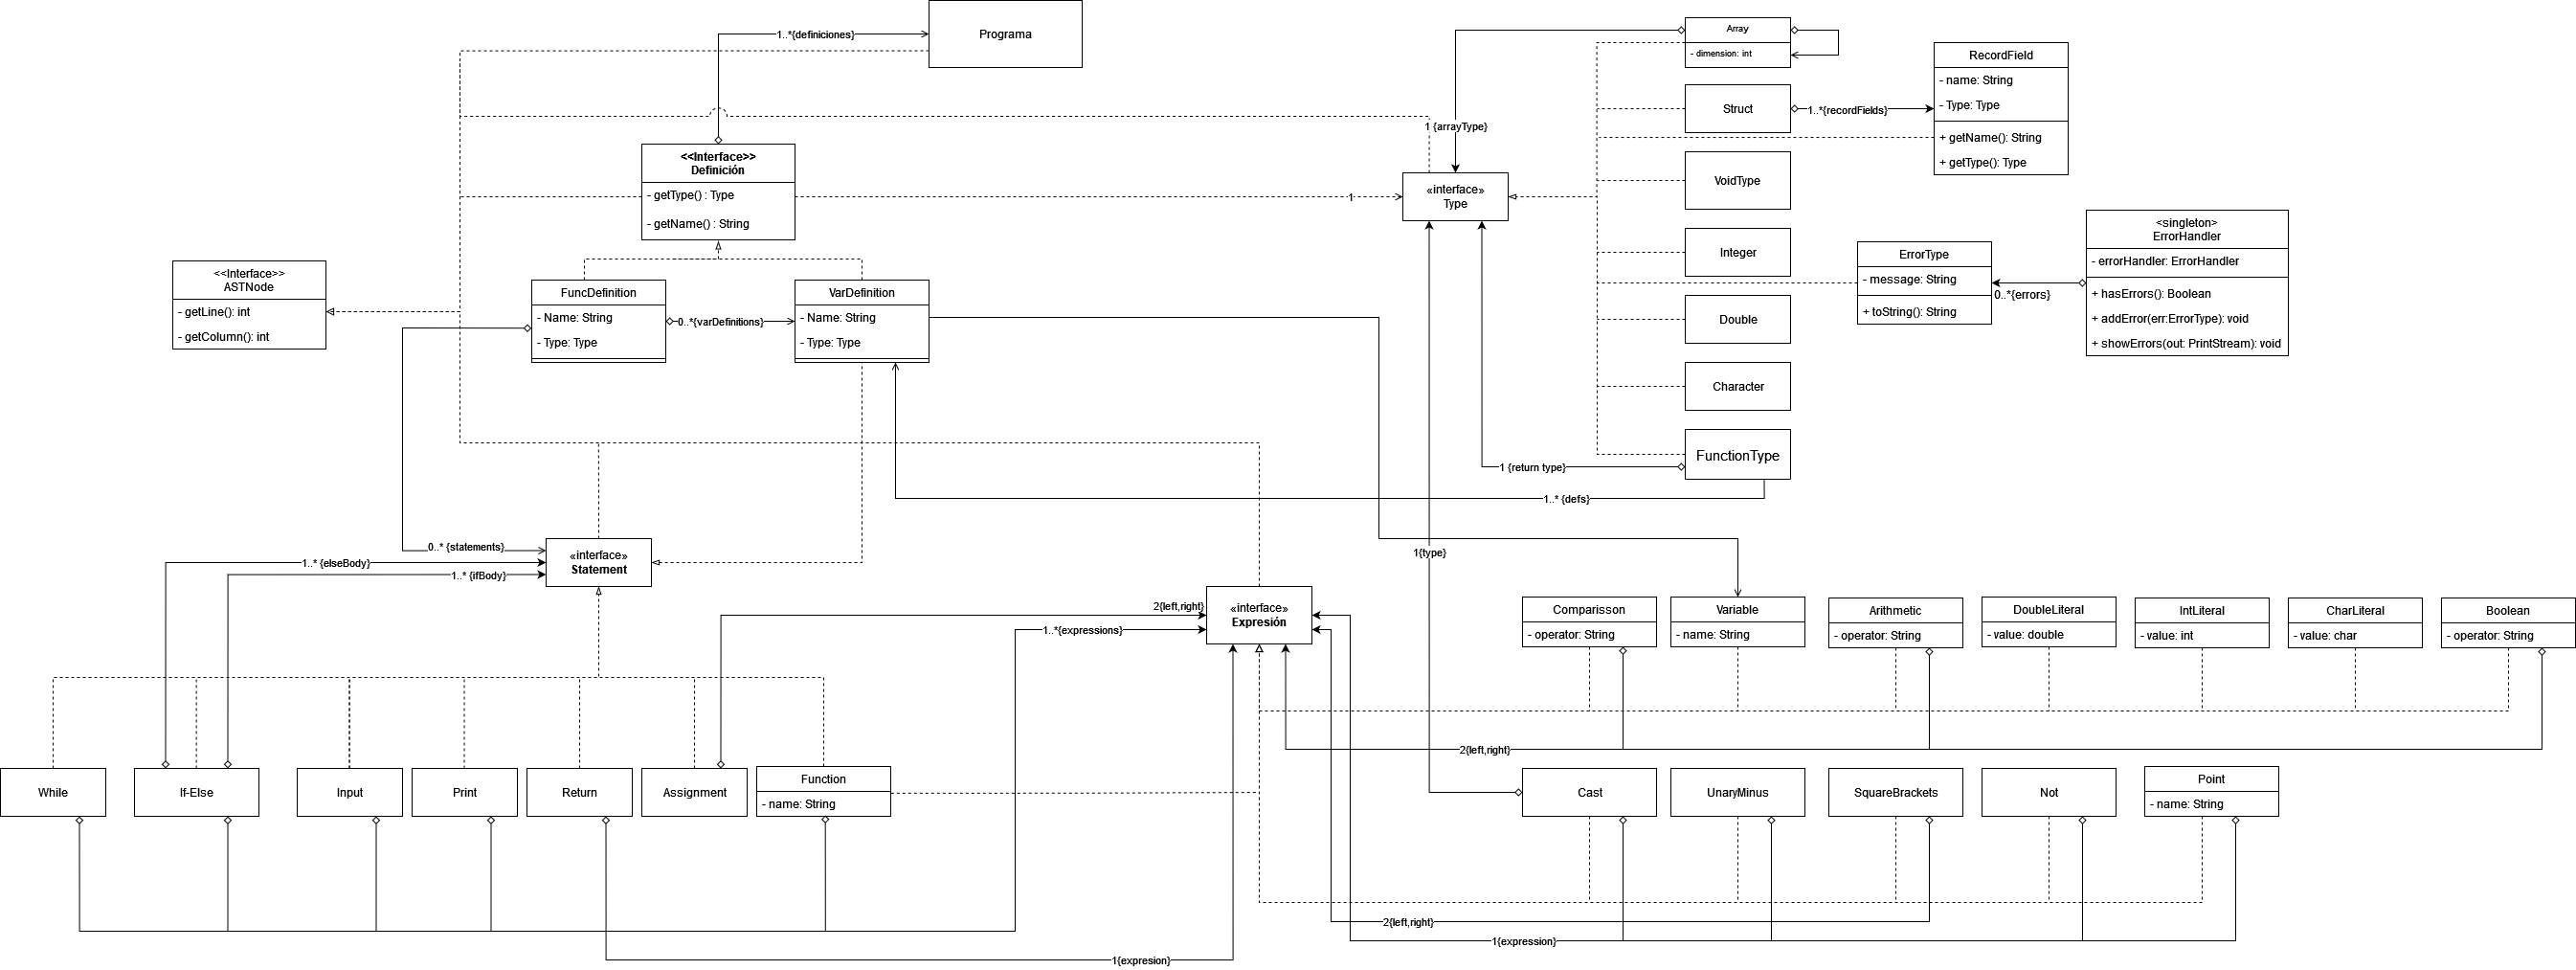 Programa
1..*{definiciones}
Array
- dimension: int
RecordField
- name: String
- Type: Type
+ getName(): String
+ getType(): Type
Struct
1..*{recordFields}
1 {arrayType}
<<Interface>>
Definición
- getType() : Type
- getName() : String
1
«interface»
Type
VoidType
Integer
Double
Character
FunctionType
ErrorType
- message: String
+ toString(): String
0..*{errors}
<singleton>
ErrorHandler
- errorHandler: ErrorHandler
+ hasErrors(): Boolean
+ addError(err:ErrorType): void
+ showErrors(out: PrintStream): void
<<Interface>>
ASTNode
- getLine(): int
- getColumn(): int
FuncDefinition
- Name: String
- Type: Type
0..*{varDefinitions}
VarDefinition
- Name: String
- Type: Type
1 {return type}
1..* {defs}
0..* {statements}
1..* {elseBody}
1..* {ifBody}
«interface»
Statement
1{type}
2{left,right}
1..*{expressions}
«interface»
Expresión
Comparisson
- operator: String
Variable
- name: String
Arithmetic
- operator: String
DoubleLiteral
- value: double
IntLiteral
- value: int
CharLiteral
- value: char
Boolean
- operator: String
2{left,right}
While
If-Else
Input
Print
Return
Assignment
Function
- name: String
Cast
UnaryMinus
SquareBrackets
Not
Point
- name: String
2{left,right}
1{expression}
1{expresion}